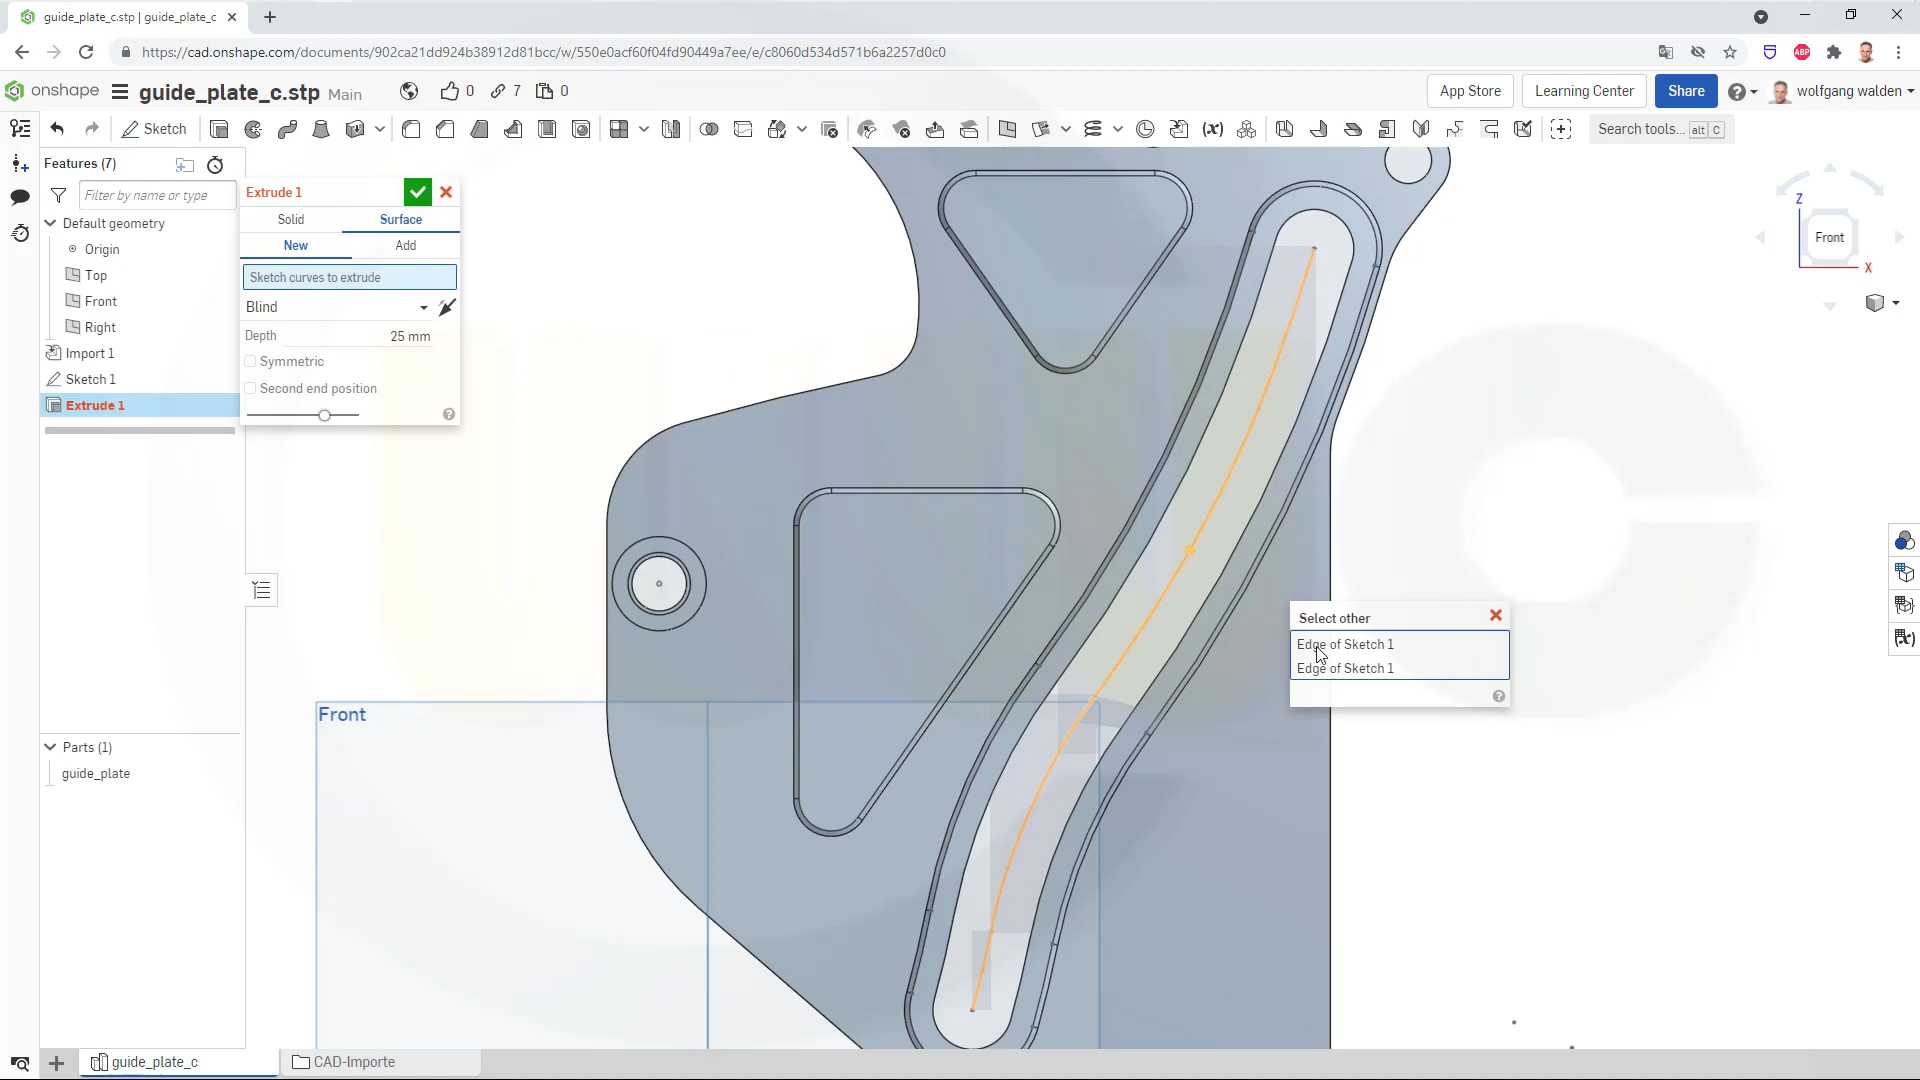 guide_plate_c.stp | guide_plate_c
https://cad.onshape.com/documents/902ca21dd924b38912d81bcc/w/550e0acf60f04fd90449a7ee/e/c8060d534d571b6a2257d0c0
ABP
onshape
guide_plate_c.stp Main
0
7
0
App Store
Learning Center
Share
wolfgang walden
Sketch
Search tools... alt C
Features (7)
Filter by name or type
Default geometry
Origin
Top
Front
Right
Import 1
Sketch 1
Extrude 1
Extrude 1
Solid
Surface
New
Add
Sketch curves to extrude
Blind
Depth
25 mm
Symmetric
Second end position
Z
Front
X
Select other
Edge of Sketch 1
Edge of Sketch 1
Front
Parts (1)
guide_plate
guide_plate_c
CAD-Importe